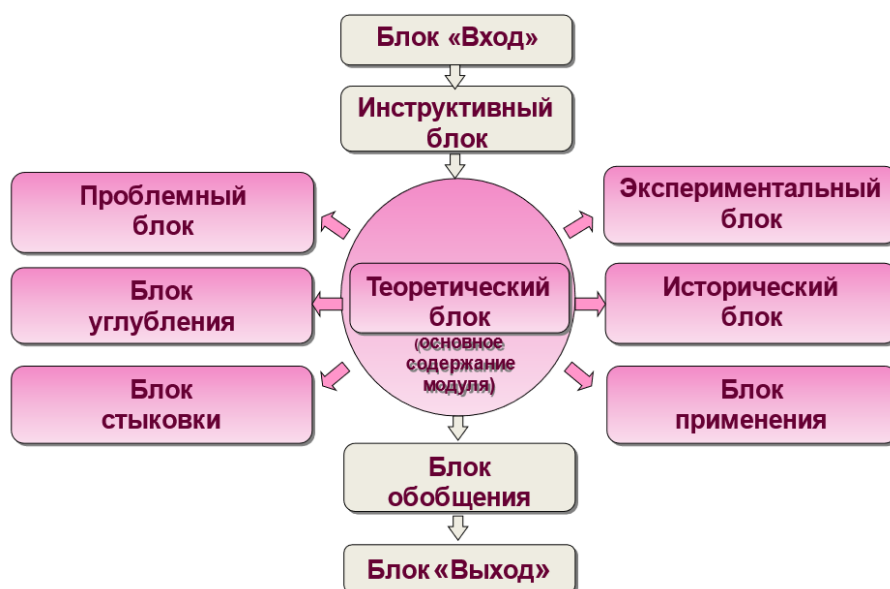 Блок «Вход»
Инструктивный
блок
Проблемный
блок
Экспериментальный
блок
Блок
углубления
Теоретический
блок
(основное
содержание
модуля)
Исторический
блок
Блок
стыковки
Блок
применения
Блок
обобщения
Блок «Выход»